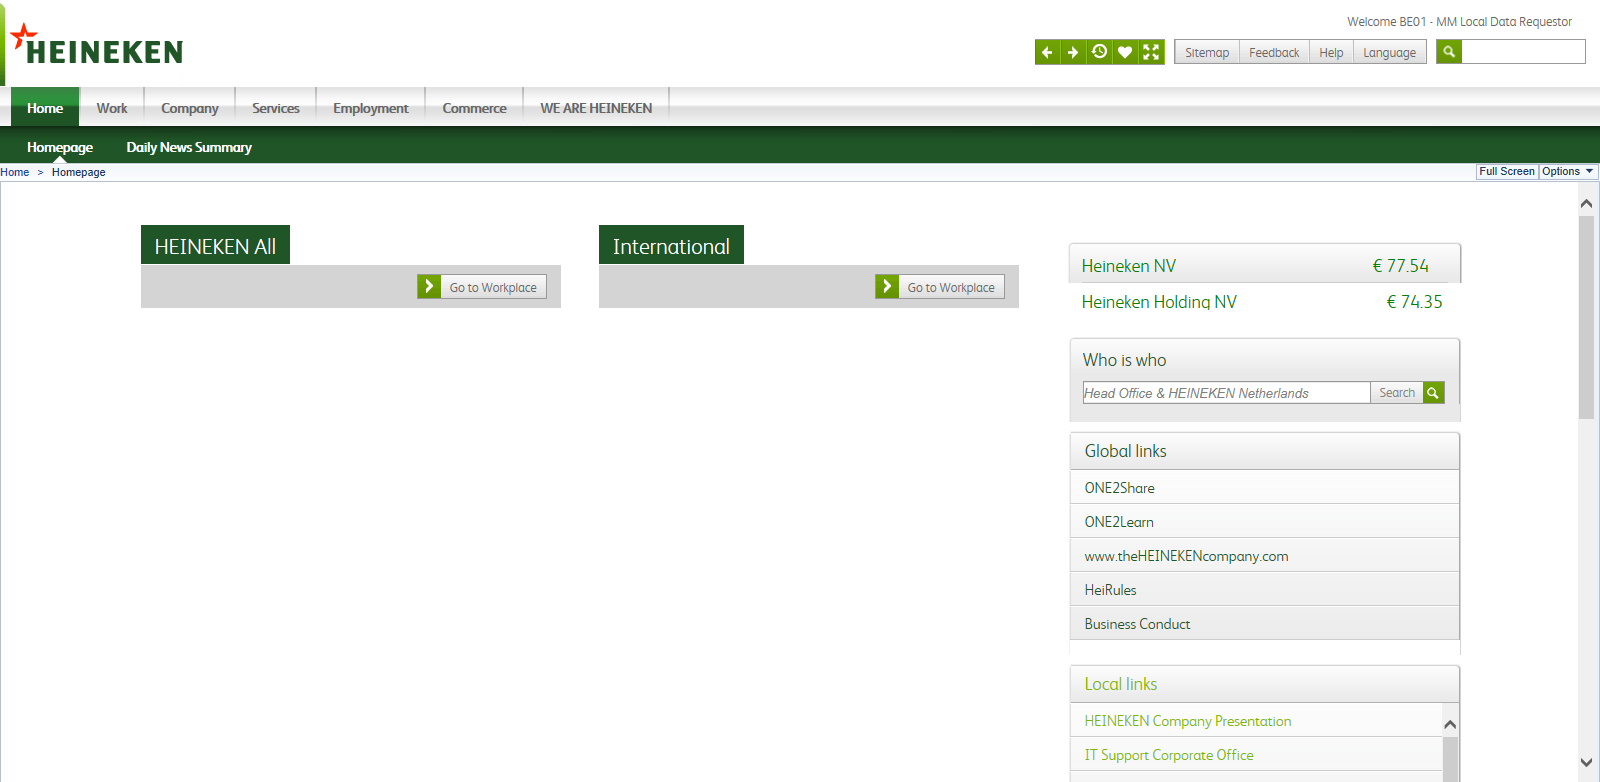 Welcome BE01 - MM Local Data Requestor
HEINEKEN
Sitemap Feedback Help Language
Home Work Company Services Employment Commerce WE ARE HEINEKEN
Homepage Daily News Summary
Home > Homepage Full Screen Options
HEINEKEN All
Go to Workplace
International
Go to Workplace
Heineken NV € 77.54
Heineken Holding NV € 74.35
Who is who
Head Office & HEINEKEN Netherlands Search
Global links
ONE2Share
ONE2Learn
www.theHEINEKENcompany.com
HeiRules
Business Conduct
Local links
HEINEKEN Company Presentation
IT Support Corporate Office